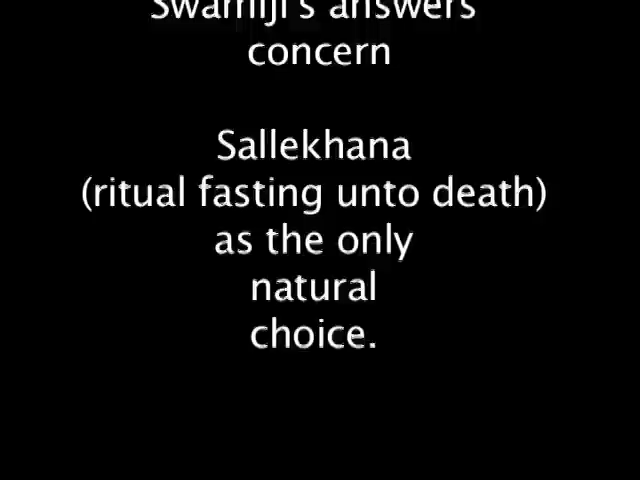 Swamiji's answers
concern
Sallekhana
(ritual fasting unto death)
as the only
natural
choice.